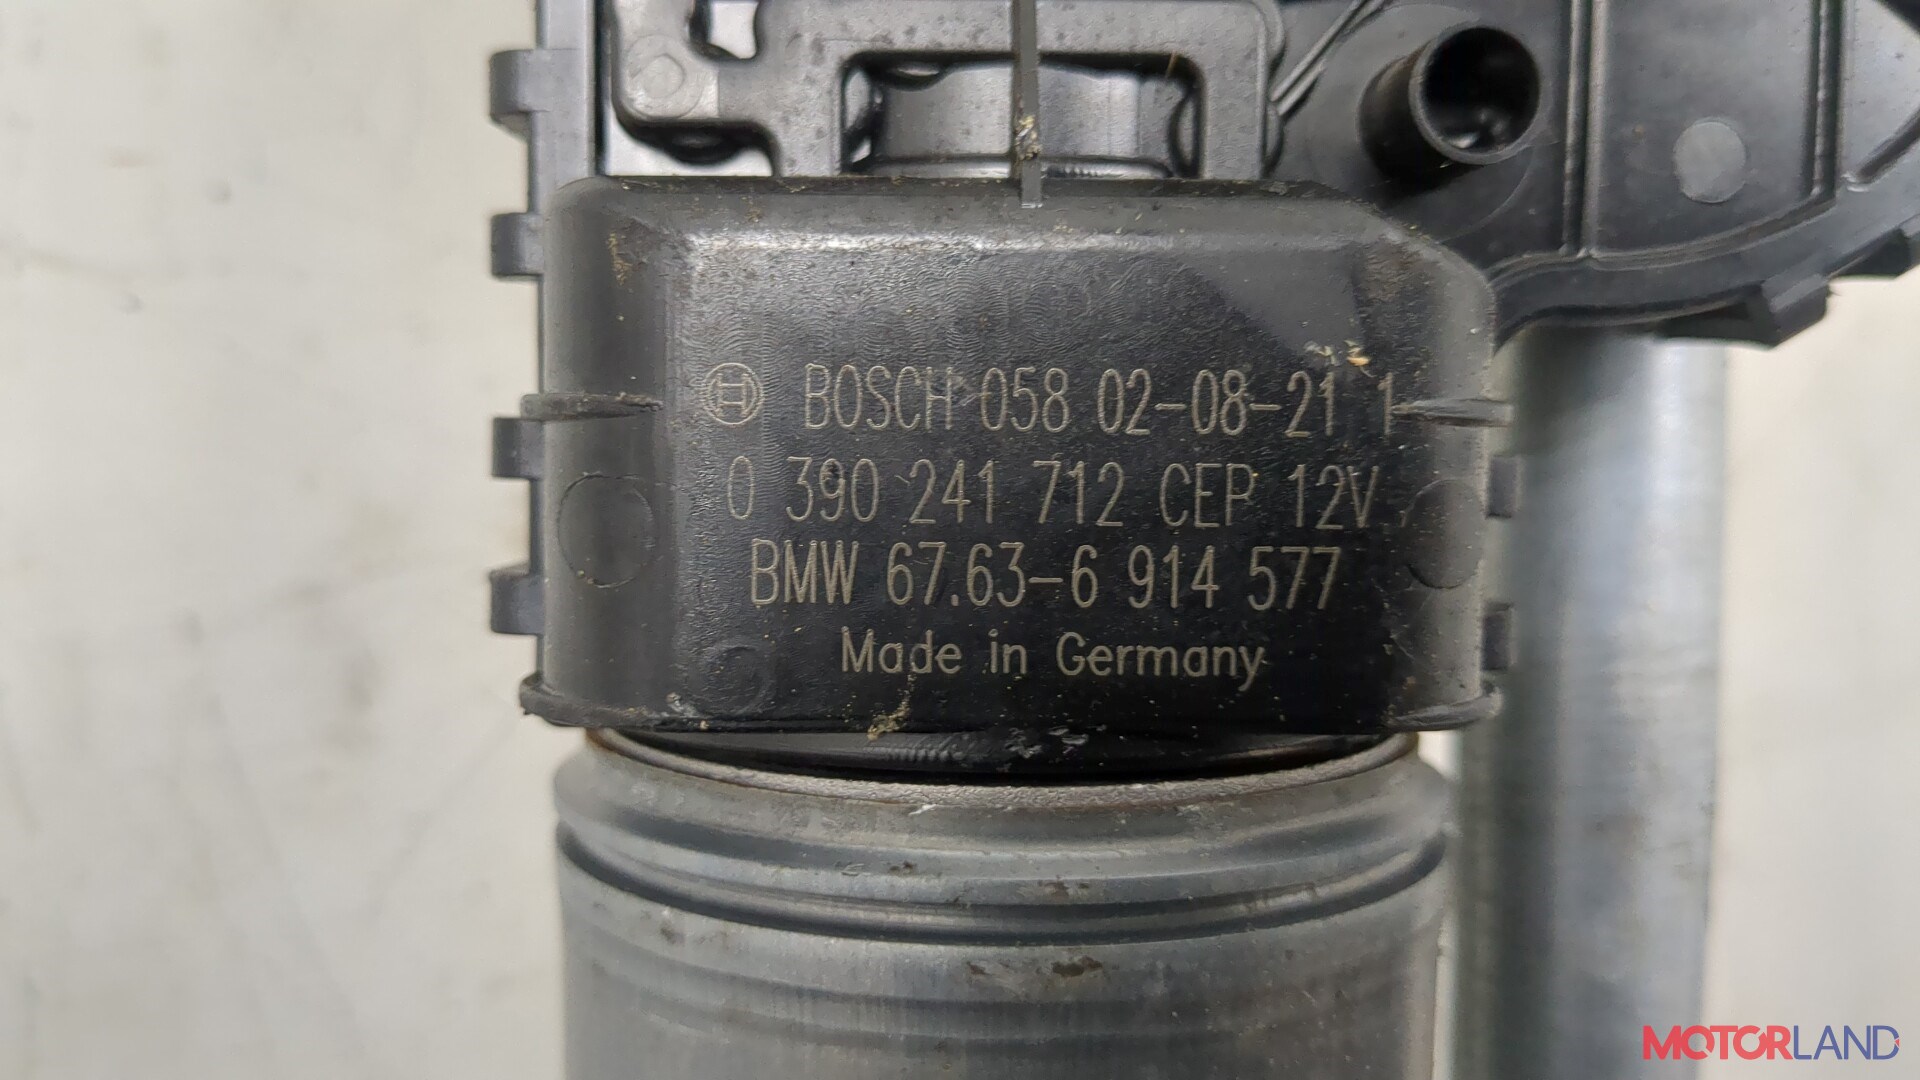 BOSCH 058 02-08-21 1
0 390 241 712 CEP 12V
BMW 67.63-6 914 577
Made in Germany
MOTORLAND